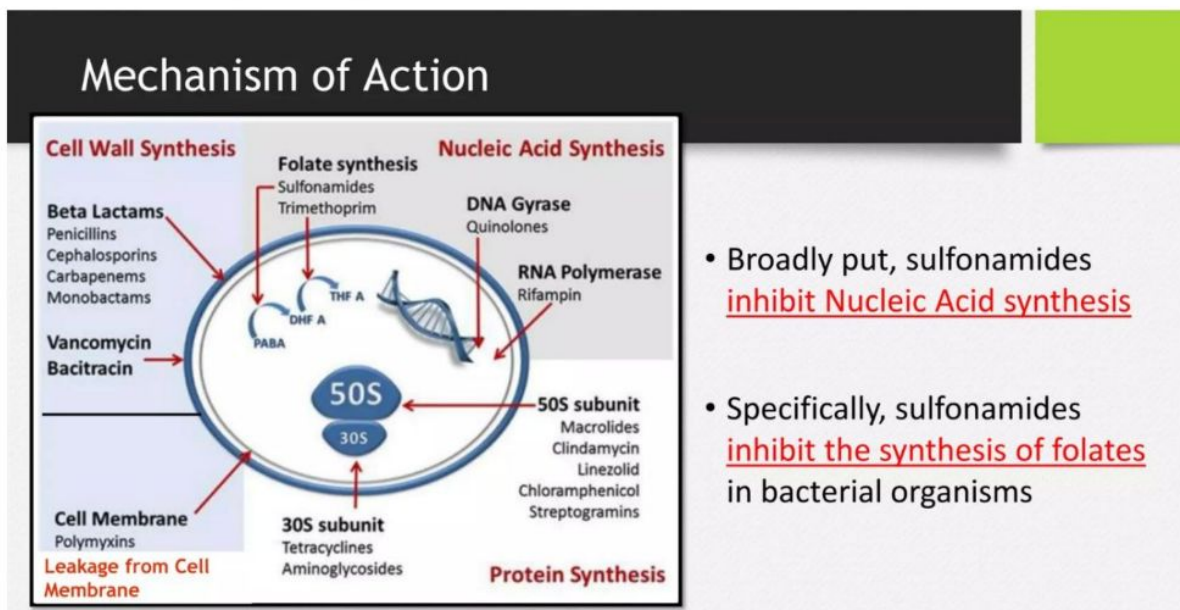 Mechanism of Action
Cell Wall Synthesis
Beta Lactams
Penicillins
Cephalosporins
Carbapenems
Monobactams
Vancomycin
Bacitracin
Cell Membrane
Polymyxins
Leakage from Cell
Membrane
Nucleic Acid Synthesis
Folate synthesis
Sulfonamides
Trimethoprim
DNA Gyrase
Quinolones
RNA Polymerase
Rifampin
THF A
DHF A
PABA
50S
30S
50S subunit
Macrolides
Clindamycin
Linezolid
Chloramphenicol
Streptogramins
30S subunit
Tetracyclines
Aminoglycosides
Protein Synthesis
• Broadly put, sulfonamides
inhibit Nucleic Acid synthesis
• Specifically, sulfonamides
inhibit the synthesis of folates
in bacterial organisms